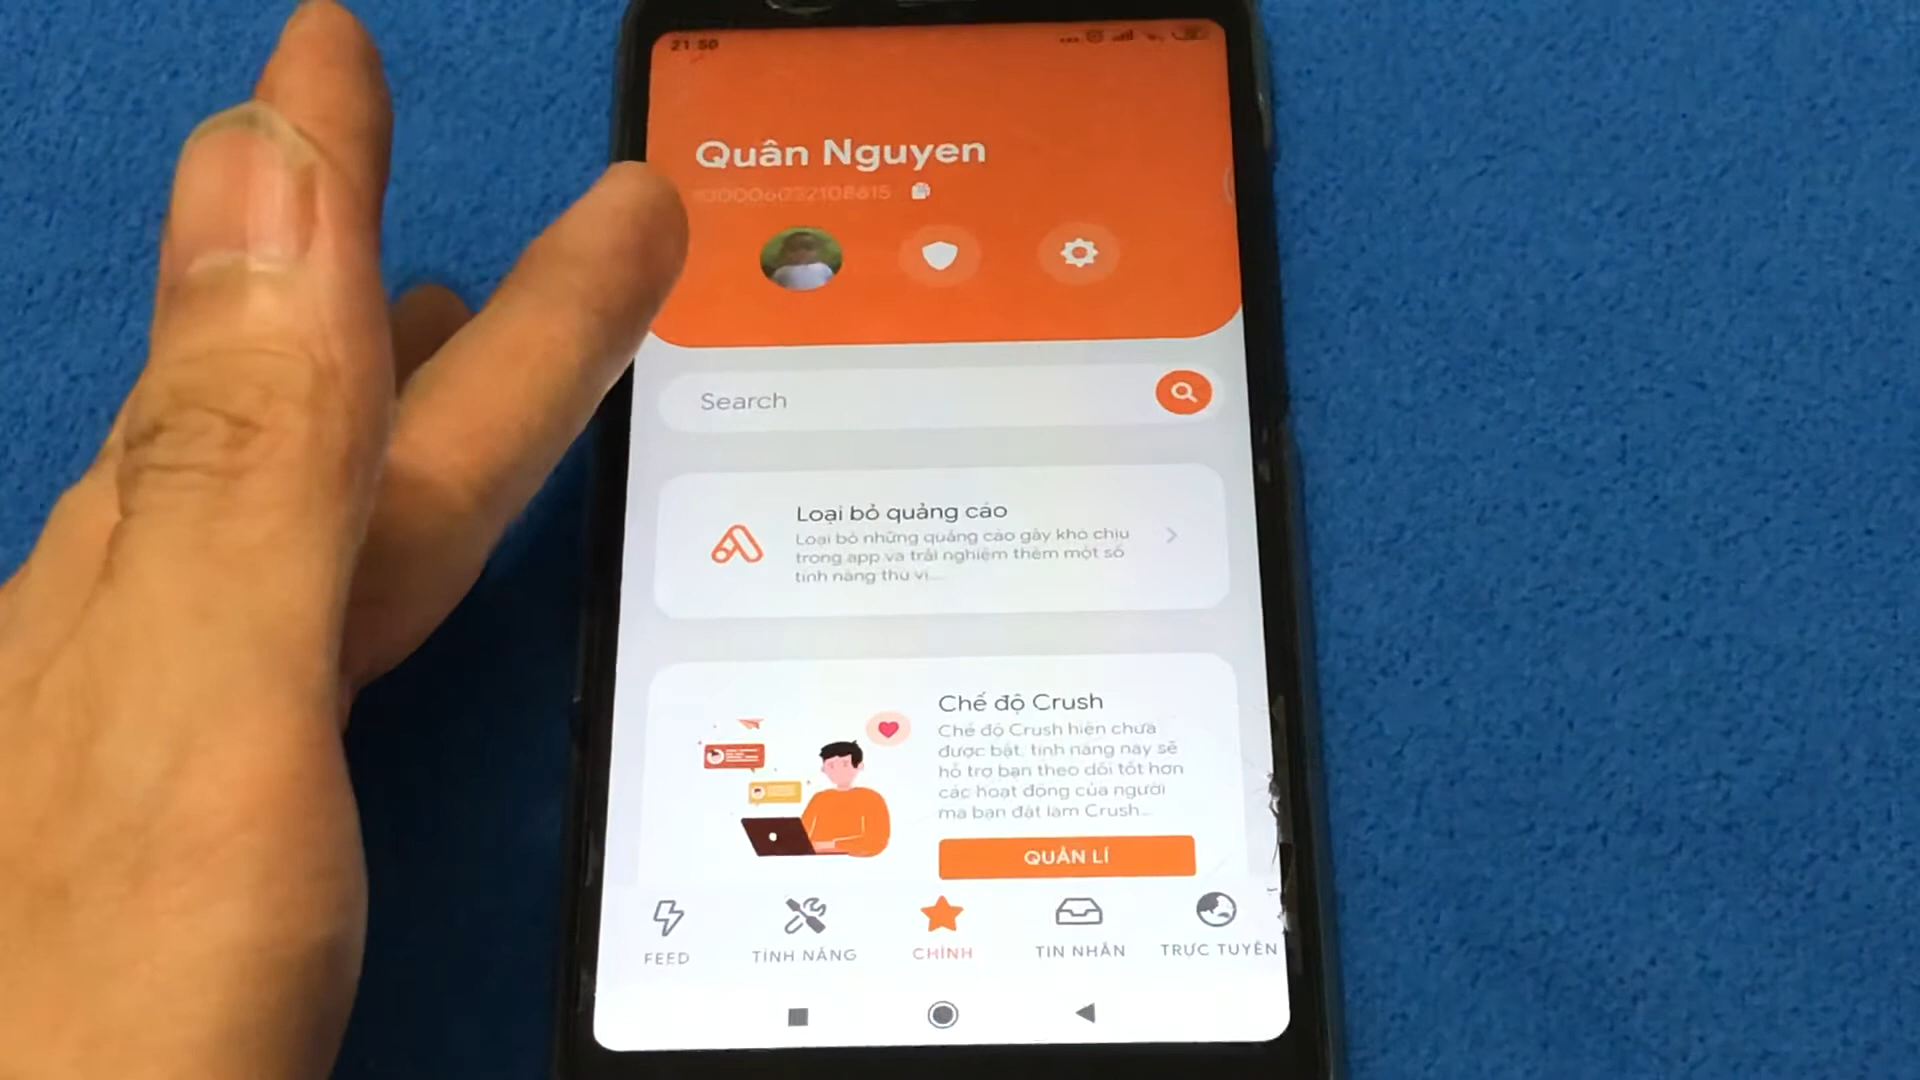 21:50
Quân Nguyen
Search
Loại bỏ quảng cáo
Loại bỏ những quảng cáo gây khó chịu
trong app và trải nghiệm thêm một số
tính năng thú vị...
Chế độ Crush
Chế độ Crush hiện chưa
được bật, tính năng này sẽ
hỗ trợ bạn theo dõi tốt hơn
các hoạt động của người
mà bạn đặt làm Crush...
QUẢN LÍ
FEED
TÍNH NĂNG
CHÍNH
TIN NHẮN
TRỰC TUYẾN